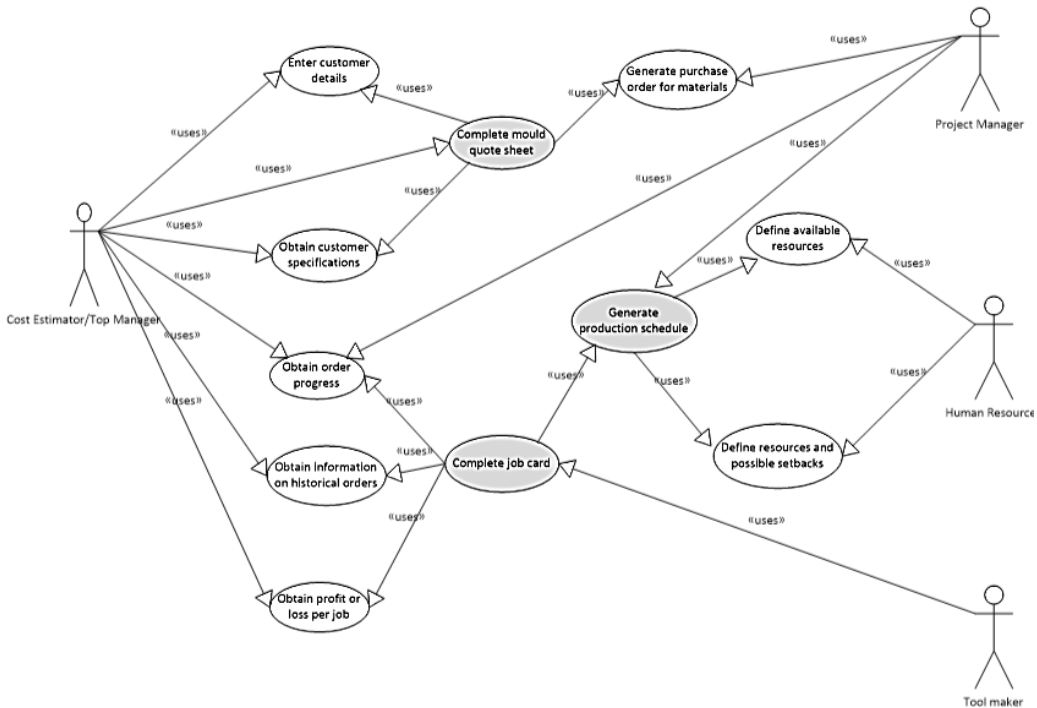 «uses»
Enter customer
details
Generate purchase
order for materials
«uses»
«uses»
Project Manager
«uses»
Complete mould
quote sheet
«uses»
«uses»
«uses»
«uses»
«uses»
Define available
resources
Obtain customer
specifications
«uses»
«uses»
«uses»
Cost Estimator/Top Manager
Generate
production schedule
«uses»
Obtain order
progress
«uses»
«uses»
«uses»
«uses»
«uses»
Human Resource
«uses»
Obtain information
on historical orders
Complete job card
Define resources and
possible setbacks
«uses»
«uses»
Obtain profit or
loss per job
Tool maker